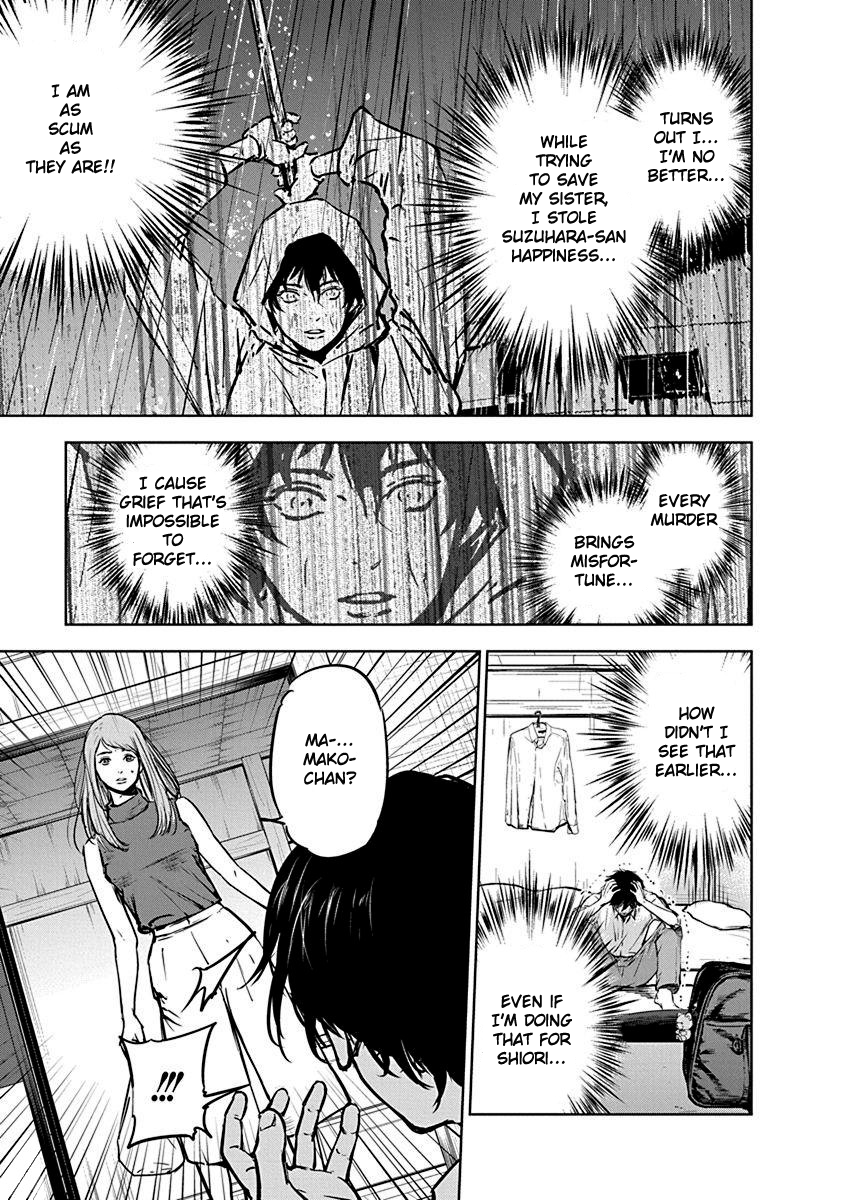 TURNS
OUT I...
I'M NO
BETTER...
WHILE
TRYING
TO SAVE
MY SISTER,
I STOLE
SUZUHARA-SAN
HAPPINESS...
I AM
AS
SCUM
AS
THEY ARE!!
EVERY
MURDER
BRINGS
MISFOR-
TUNE...
I CAUSE
GRIEF THAT'S
IMPOSSIBLE
TO
FORGET...
HOW
DIDN'T I
SEE THAT
EARLIER...
EVEN IF
I'M DOING
THAT FOR
SHIORI...
MA-...
MAKO-
CHAN?
!!!